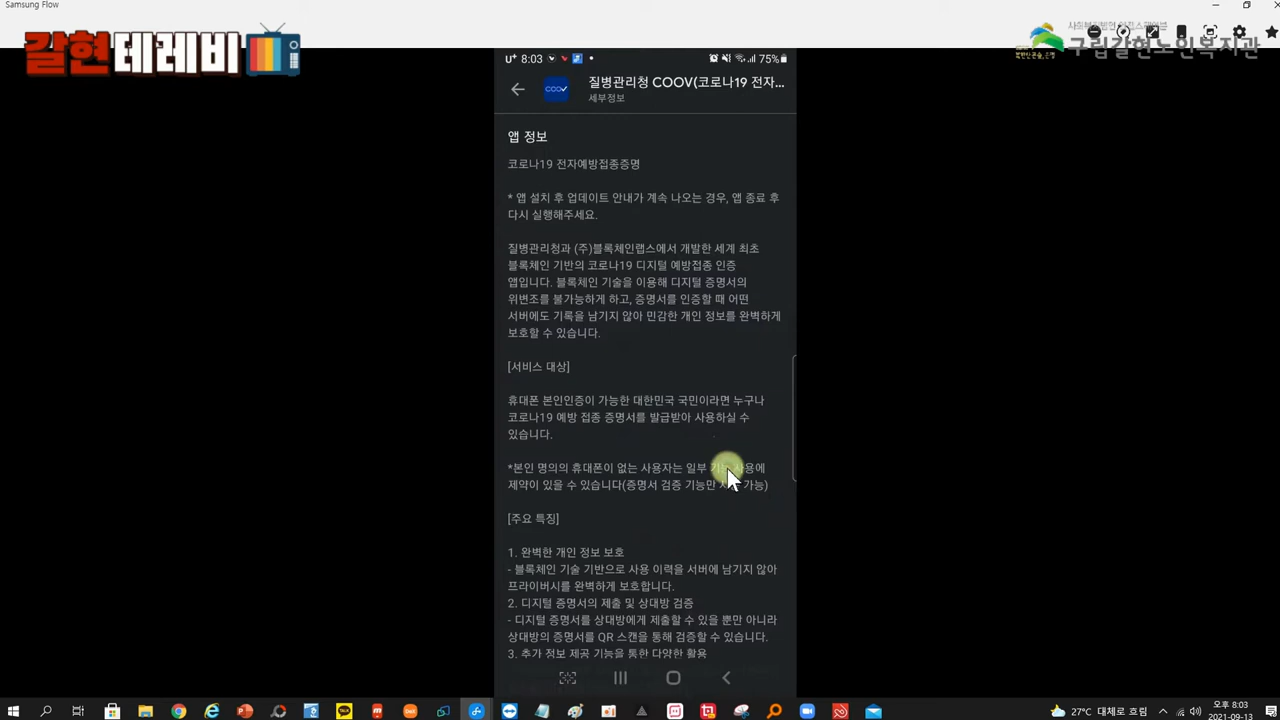 Samsung Flow
갈현테레비
구립갈현노인복지관
U+ 8:03
75%
질병관리청 COOV(코로나19 전자...
세부정보
COOV
앱 정보
코로나19 전자예방접종증명
* 앱 설치 후 업데이트 안내가 계속 나오는 경우, 앱 종료 후
다시 실행해주세요.
질병관리청과 (주)블록체인랩스에서 개발한 세계 최초
블록체인 기반의 코로나19 디지털 예방접종 인증
앱입니다. 블록체인 기술을 이용해 디지털 증명서의
위변조를 불가능하게 하고, 증명서를 인증할 때 어떤
서버에도 기록을 남기지 않아 민감한 개인 정보를 완벽하게
보호할 수 있습니다.
[서비스 대상]
휴대폰 본인인증이 가능한 대한민국 국민이라면 누구나
코로나19 예방 접종 증명서를 발급받아 사용하실 수
있습니다.
*본인 명의의 휴대폰이 없는 사용자는 일부 기능 사용에
제약이 있을 수 있습니다(증명서 검증 기능만 가능)
[주요 특징]
1. 완벽한 개인 정보 보호
- 블록체인 기술 기반으로 사용 이력을 서버에 남기지 않아
프라이버시를 완벽하게 보호합니다.
2. 디지털 증명서의 제출 및 상대방 검증
- 디지털 증명서를 상대방에게 제출할 수 있을 뿐만 아니라
상대방의 증명서를 QR 스캔을 통해 검증할 수 있습니다.
3. 추가 정보 제공 기능을 통한 다양한 활용
27°C 대체로 흐림
오후 8:03
2021-09-13